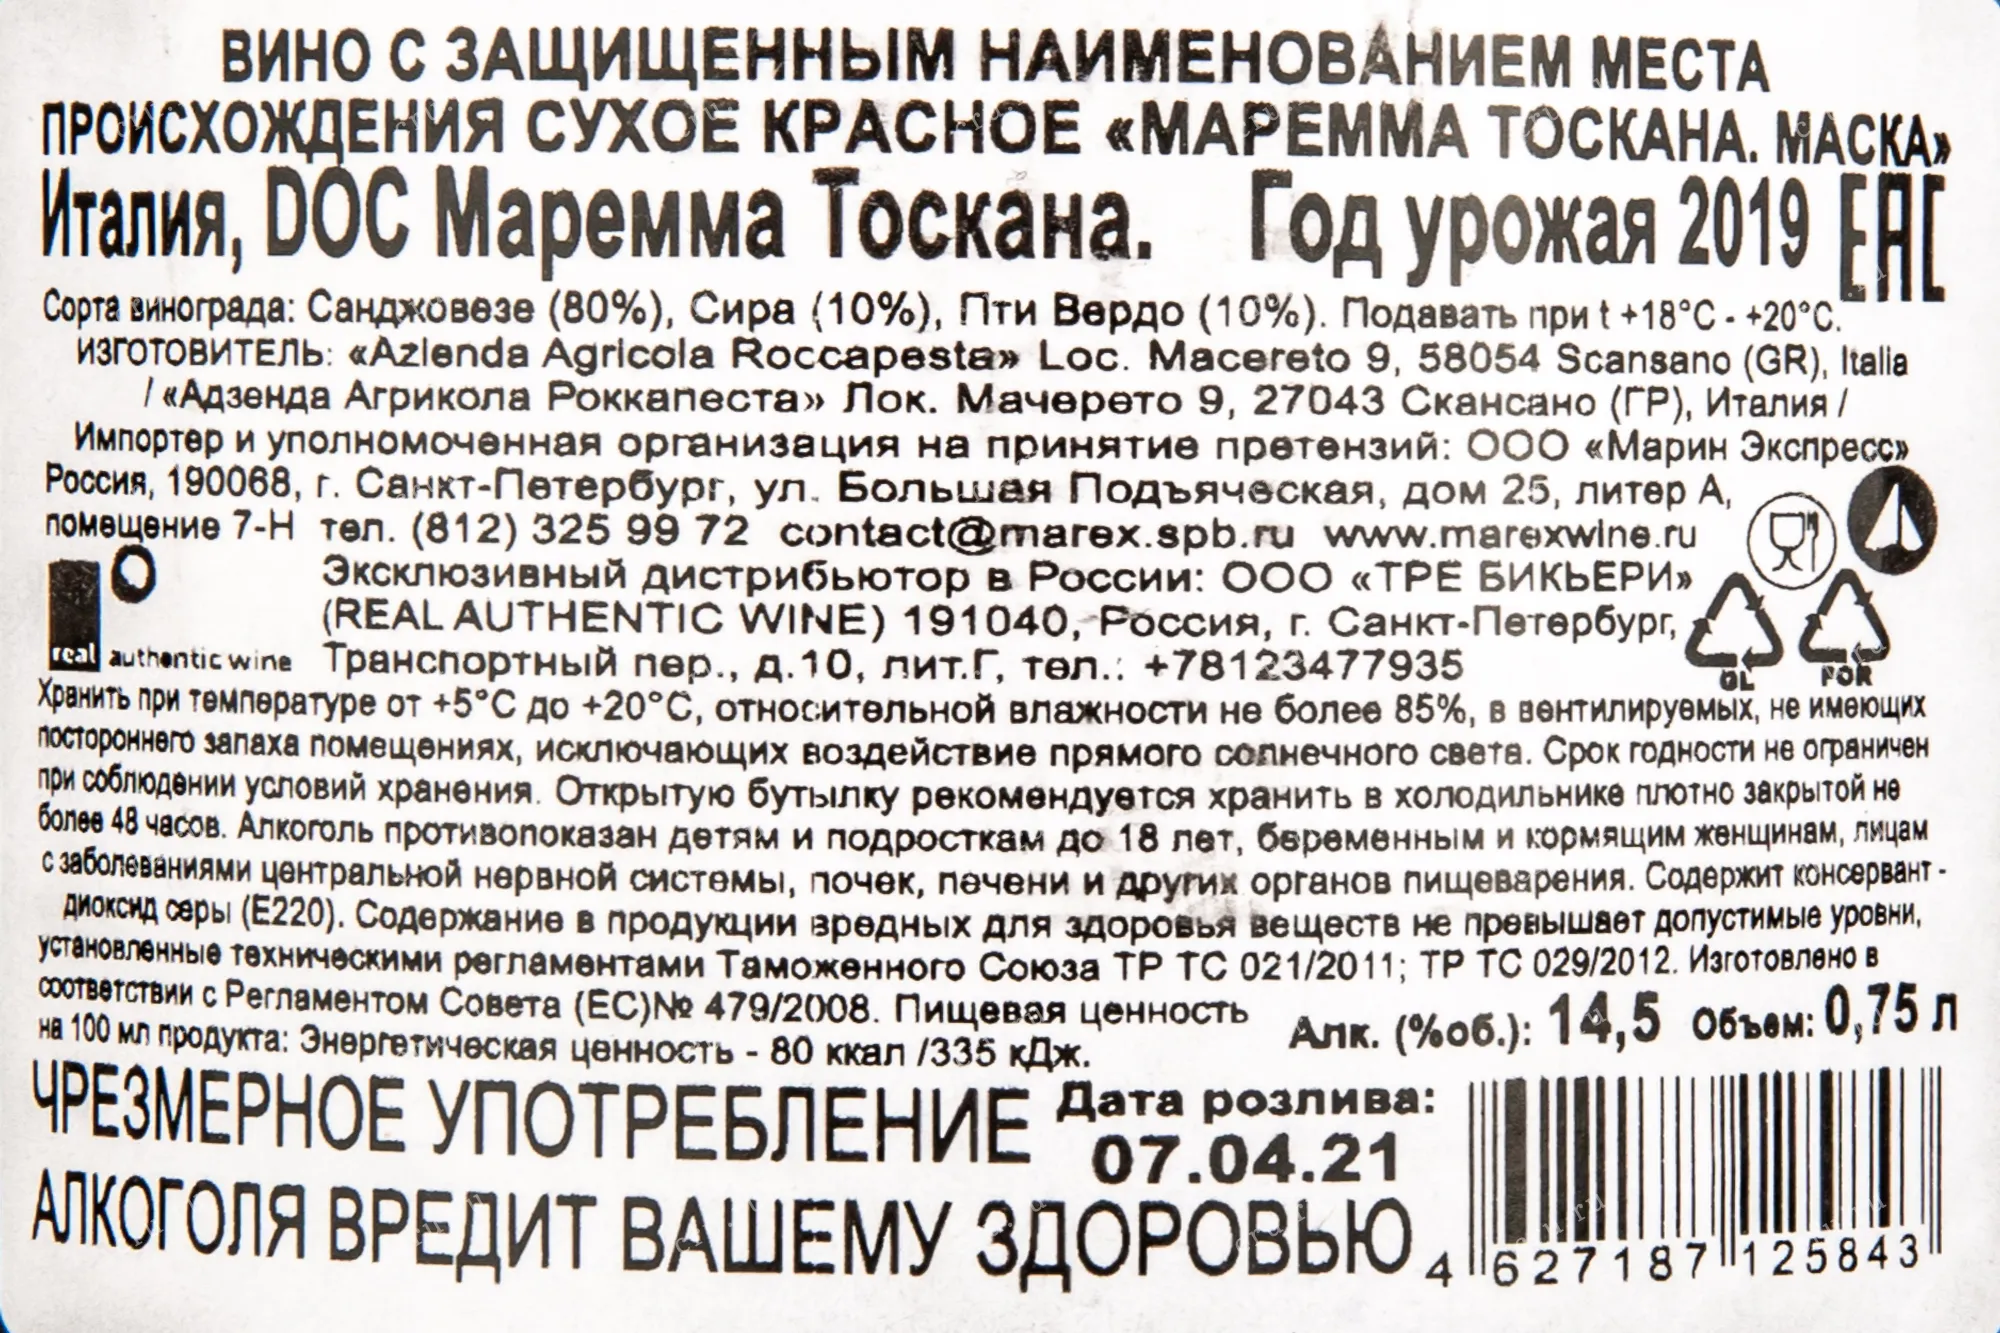 ВИНО С ЗАЩИЩЕННЫМ НАИМЕНОВАНИЕМ МЕСТА
ПРОИСХОЖДЕНИЯ СУХОЕ КРАСНОЕ «МАРЕММА ТОСКАНА. МАСКА»
Италия, DOC Маремма Тоскана. Год урожая 2019 EAC
Сорта винограда: Санджовезе (80%), Сира (10%), Пти Вердо (10%). Подавать при t +18°C - +20°C.
ИЗГОТОВИТЕЛЬ: «Azienda Agricola Roccapesta» Loc. Macereto 9, 58054 Scansano (GR), Italia
/ «Адзенда Агрикола Роккапеста» Лок. Мачерето 9, 27043 Скансано (ГР), Италия /
Импортер и уполномоченная организация на принятие претензий: ООО «Марин Экспресс»
Россия, 190068, г. Санкт-Петербург, ул. Большая Подъяческая, дом 25, литер А,
помещение 7-Н тел. (812) 325 99 72 contact@marex.spb.ru www.marexwine.ru
Эксклюзивный дистрибьютор в России: ООО «ТРЕ БИКЬЕРИ»
(REAL AUTHENTIC WINE) 191040, Россия, г. Санкт-Петербург,
real authentic wine Транспортный пер., д.10, лит.Г, тел.: +78123477935
GL FOR
Хранить при температуре от +5°C до +20°C, относительной влажности не более 85%, в вентилируемых, не имеющих
постороннего запаха помещениях, исключающих воздействие прямого солнечного света. Срок годности не ограничен
при соблюдении условий хранения. Открытую бутылку рекомендуется хранить в холодильнике плотно закрытой не
более 48 часов. Алкоголь противопоказан детям и подросткам до 18 лет, беременным и кормящим женщинам, лицам
с заболеваниями центральной нервной системы, почек, печени и других органов пищеварения. Содержит консервант -
диоксид серы (E220). Содержание в продукции вредных для здоровья веществ не превышает допустимые уровни,
установленные техническими регламентами Таможенного Союза ТР ТС 021/2011; ТР ТС 029/2012. Изготовлено в
соответствии с Регламентом Совета (ЕС)№ 479/2008. Пищевая ценность
на 100 мл продукта: Энергетическая ценность - 80 ккал /335 кДж.
Алк. (%об.): 14,5 Объем: 0,75 л
ЧРЕЗМЕРНОЕ УПОТРЕБЛЕНИЕ
АЛКОГОЛЯ ВРЕДИТ ВАШЕМУ ЗДОРОВЬЮ
Дата розлива:
07.04.21
4 627187 125843